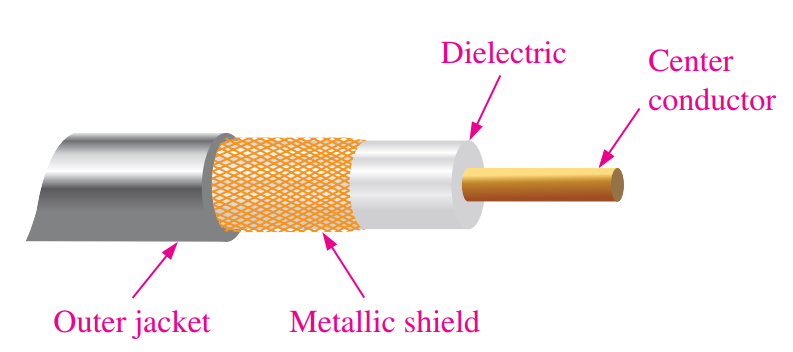 Dielectric
Center
conductor
Outer jacket
Metallic shield